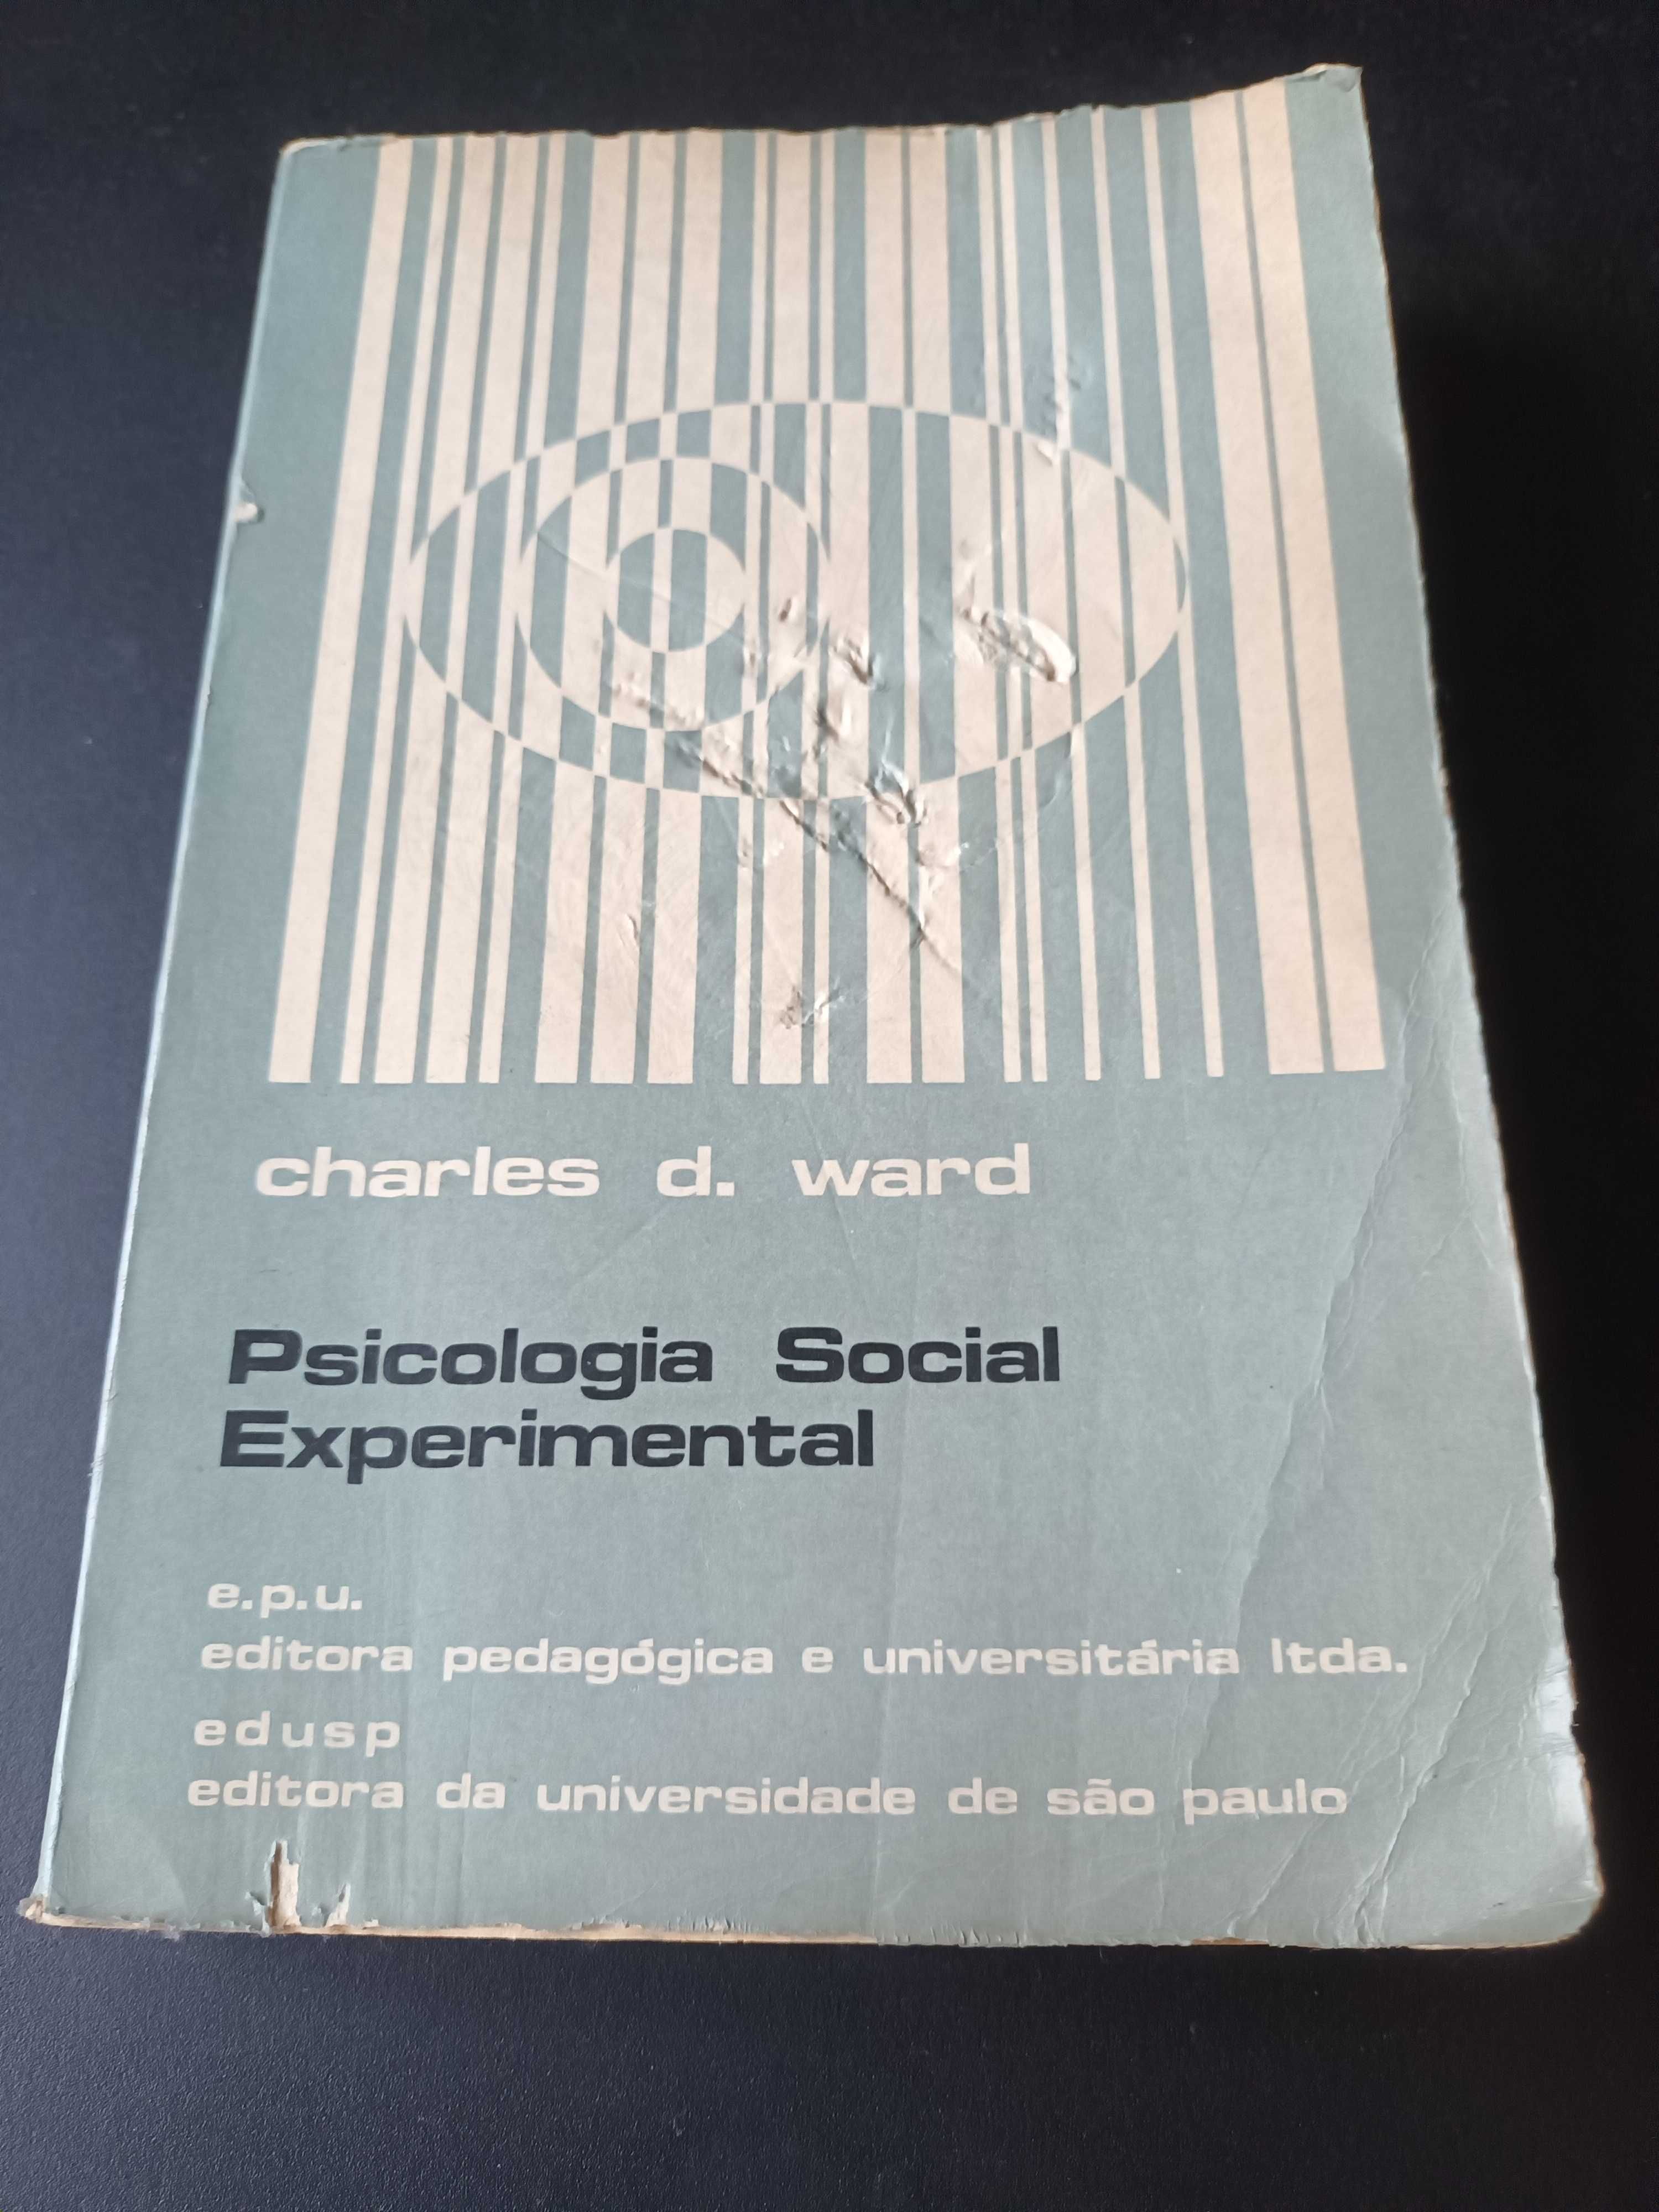 charles d. ward
Psicologia Social
Experimental
e.p.u.
editora pedagógica e universitária ltda.
edusp
editora da universidade de são paulo